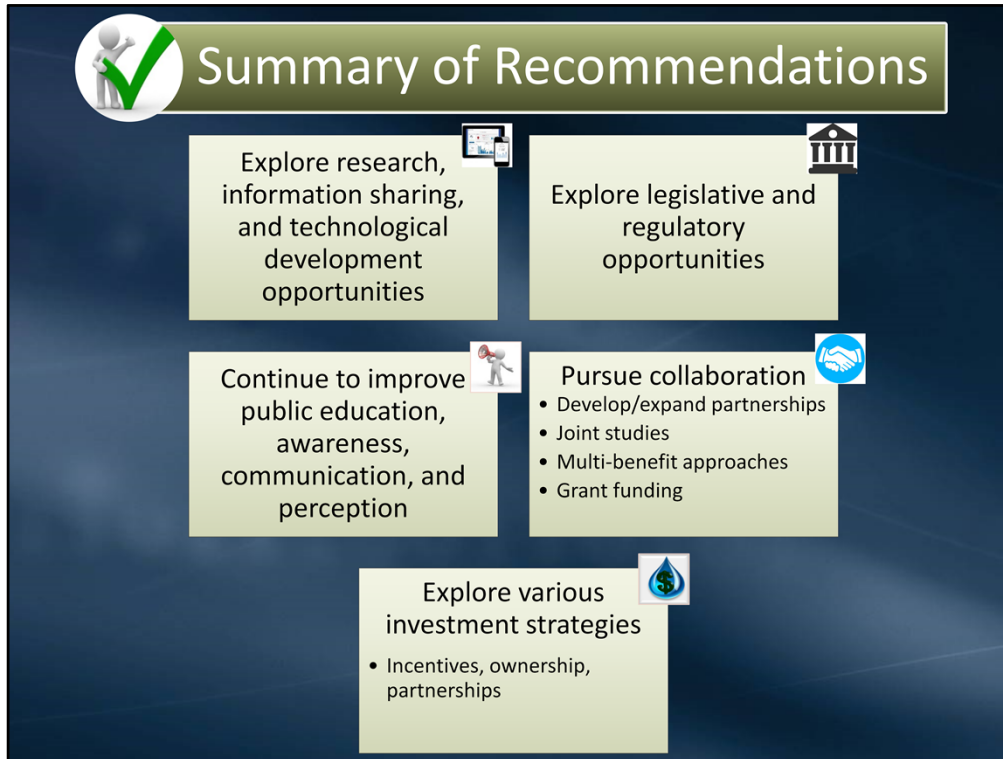 Summary of Recommendations
Explore research,
information sharing,
and technological
development
opportunities
Explore legislative and
regulatory
opportunities
Continue to improve
public education,
awareness,
communication, and
perception
Pursue collaboration
• Develop/expand partnerships
• Joint studies
• Multi-benefit approaches
• Grant funding
Explore various
investment strategies
• Incentives, ownership,
partnerships
$